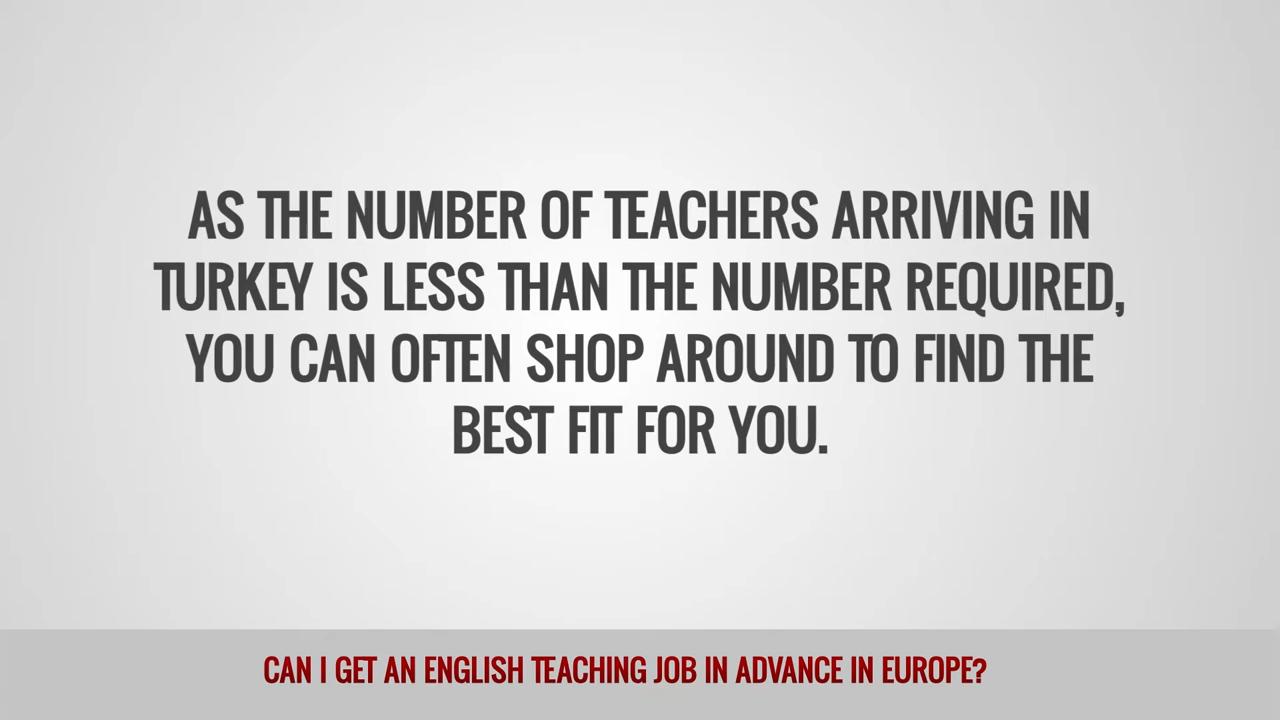 AS THE NUMBER OF TEACHERS ARRIVING IN
TURKEY IS LESS THAN THE NUMBER REQUIRED,
YOU CAN OFTEN SHOP AROUND TO FIND THE
BEST FIT FOR YOU.
CAN I GET AN ENGLISH TEACHING JOB IN ADVANCE IN EUROPE?